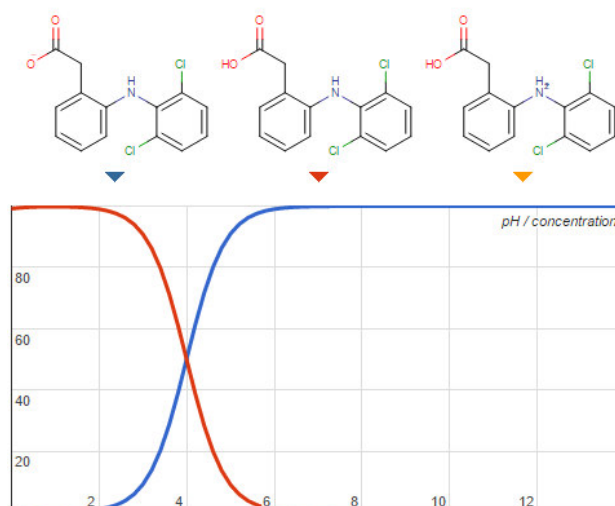 O O O
O⁻ Cl HO Cl HO Cl
H H H₂
N N N
Cl Cl Cl
pH / concentration
80
60
40
20
2 4 6 8 10 12